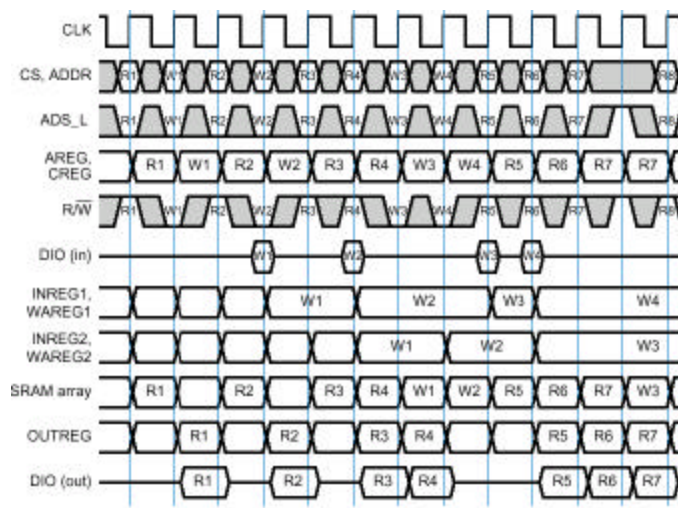 CLK
CS, ADDR R1 W1 R2 W2 R3 R4 W3 W4 R5 R6 R7 R8
ADS_L R1 W1 R2 W2 R3 R4 W3 W4 R5 R6 R7 R8
AREG,
CREG R1 W1 R2 W2 R3 R4 W3 W4 R5 R6 R7 R7
R/W R1 W1 R2 W2 R3 R4 W3 W4 R5 R6 R7 R8
DIO (in) W1 W2 W3 W4
INREG1,
WAREG1 W1 W2 W3 W4
INREG2,
WAREG2 W1 W2 W3
SRAM array R1 R2 R3 R4 W1 W2 R5 R6 R7 W3
OUTREG R1 R2 R3 R4 R5 R6 R7
DIO (out) R1 R2 R3 R4 R5 R6 R7